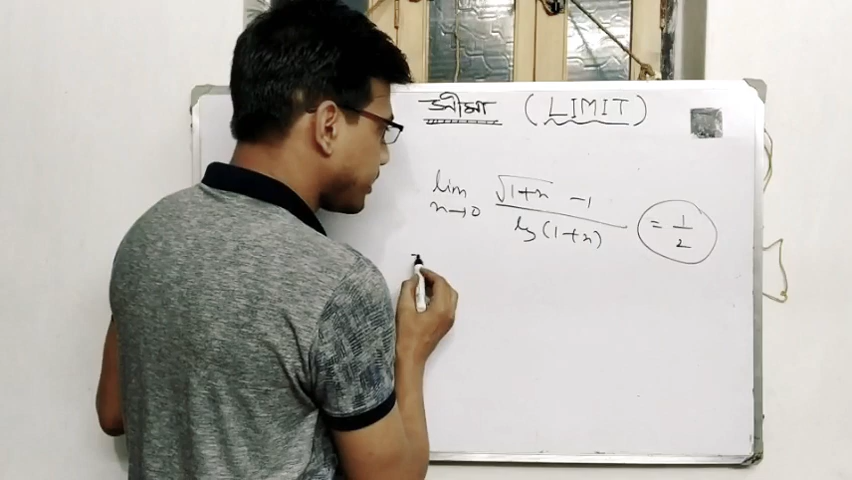 সীমা (LIMIT)
lim x→0 √1+x -1 / log (1+x) = 1/2